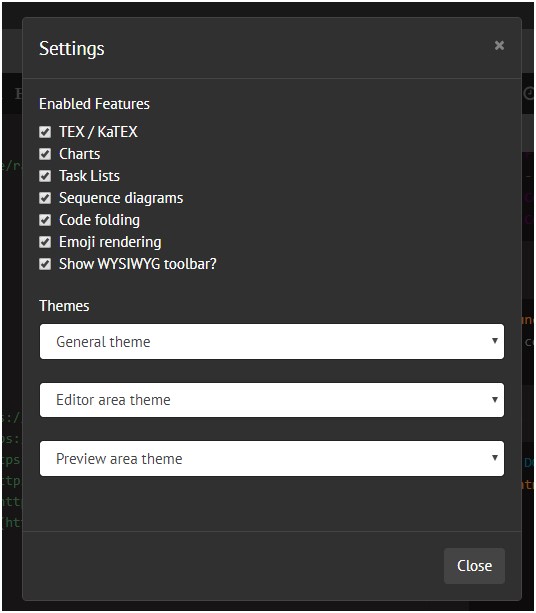 Settings
×
Enabled Features
TEX / KaTEX
Charts
Task Lists
Sequence diagrams
Code folding
Emoji rendering
Show WYSIWYG toolbar?
Themes
General theme
Editor area theme
Preview area theme
Close